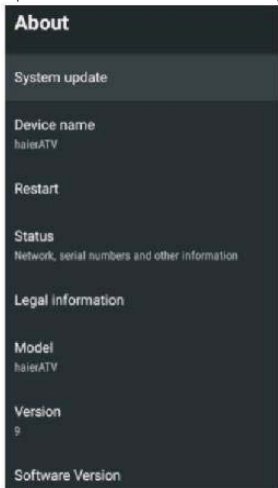 About
System update
Device name
haierATV
Restart
Status
Network, serial numbers and other information
Legal information
Model
haierATV
Version
9
Software Version